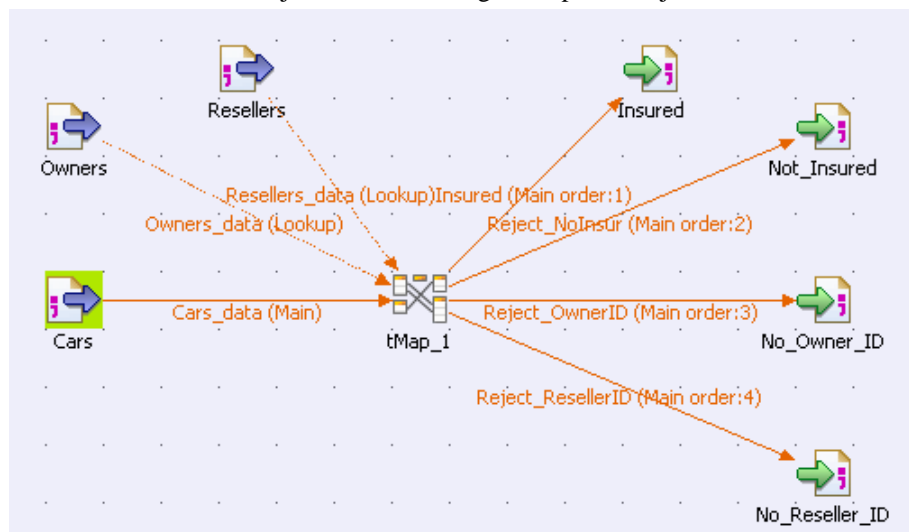 Resellers
Insured
Owners
Not_Insured
Resellers_data (Lookup)
Insured (Main order:1)
Owners_data (Lookup)
Reject_NoInsur (Main order:2)
Cars_data (Main)
Reject_OwnerID (Main order:3)
Cars
tMap_1
No_Owner_ID
Reject_ResellerID (Main order:4)
No_Reseller_ID